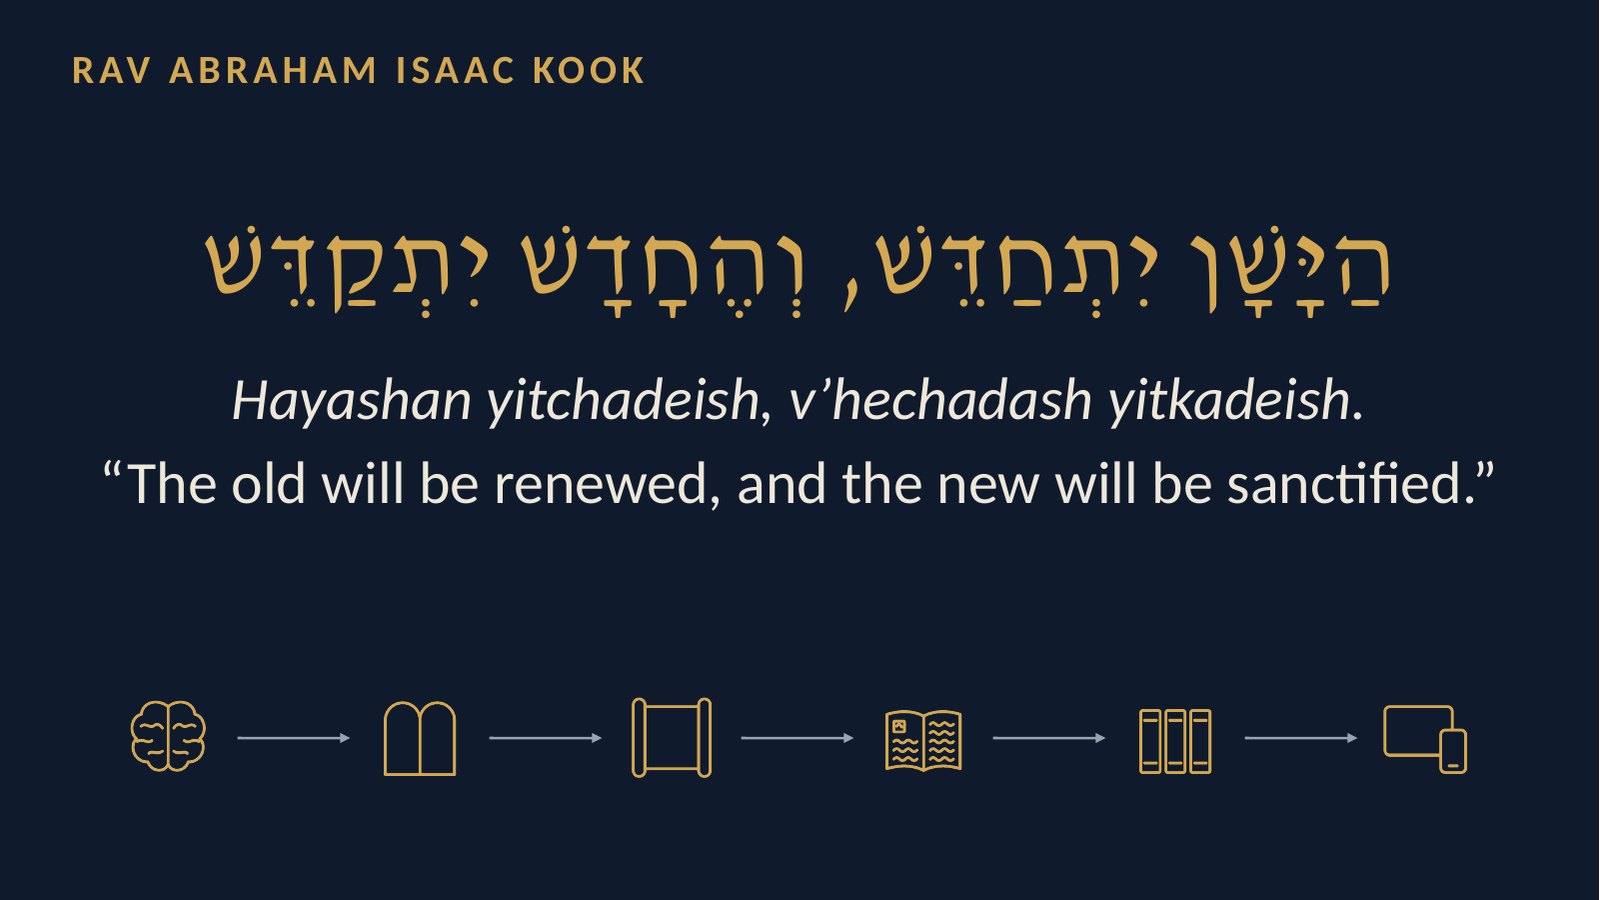 RAV ABRAHAM ISAAC KOOK
הַיָּשָׁן יִתְחַדֵּשׁ, וְהֶחָדָשׁ יִתְקַדֵּשׁ
Hayashan yitchadeish, v’hechadash yitkadeish.
“The old will be renewed, and the new will be sanctified.”